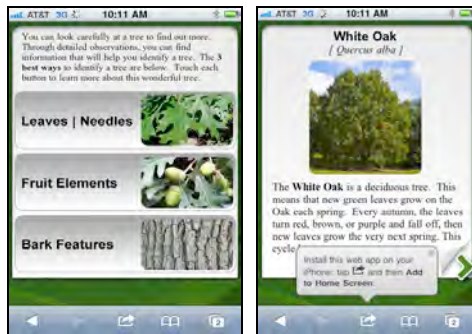 AT&T 3G 10:11 AM
You can look carefully at a tree to find out more.
Through detailed observations, you can find
information that will help you identify a tree. The 3
best ways to identify a tree are below. Touch each
button to learn more about this wonderful tree.
Leaves | Needles
Fruit Elements
Bark Features
AT&T 3G 10:11 AM
White Oak
[ Quercus alba ]
The White Oak is a deciduous tree. This
means that new green leaves grow on the
Oak each spring. Every autumn, the leaves
turn red, brown, or purple and fall off, then
new leaves grow the very next spring. This
cycle
Install this web app on your
iPhone: tap and then Add
to Home Screen.